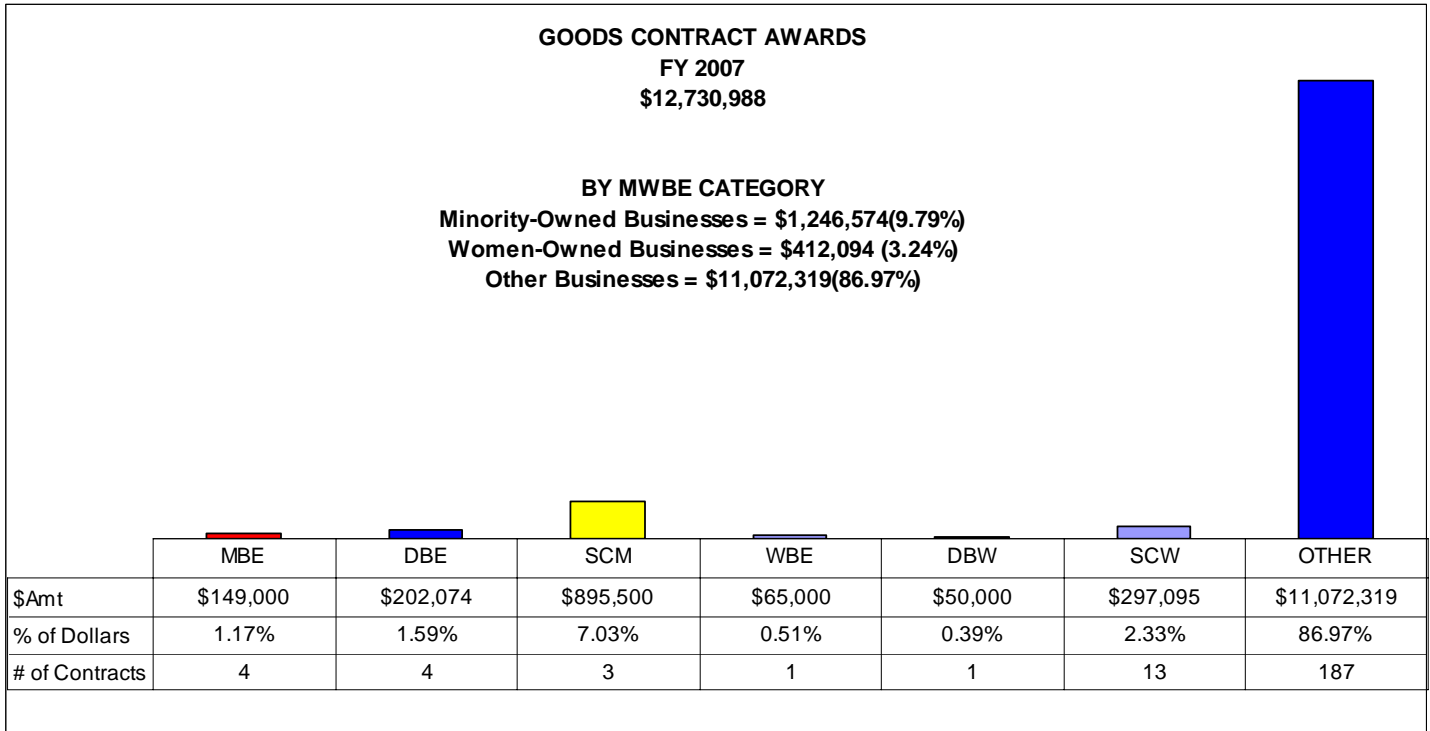 GOODS CONTRACT AWARDS
FY 2007
$12,730,988
BY MWBE CATEGORY
Minority-Owned Businesses = $1,246,574(9.79%)
Women-Owned Businesses = $412,094 (3.24%)
Other Businesses = $11,072,319(86.97%)
MBE DBE SCM WBE DBW SCW OTHER
$Amt $149,000 $202,074 $895,500 $65,000 $50,000 $297,095 $11,072,319
% of Dollars 1.17% 1.59% 7.03% 0.51% 0.39% 2.33% 86.97%
# of Contracts 4 4 3 1 1 13 187